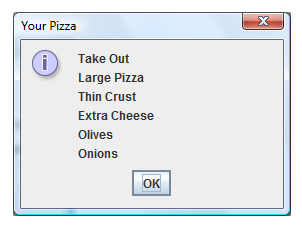 Your Pizza
Take Out
Large Pizza
Thin Crust
Extra Cheese
Olives
Onions
OK